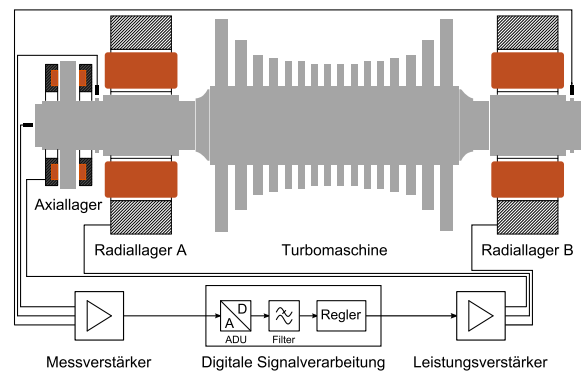 Axiallager
Radiallager A
Turbomaschine
Radiallager B
D
A
Regler
ADU
Filter
Messverstärker
Digitale Signalverarbeitung
Leistungsverstärker